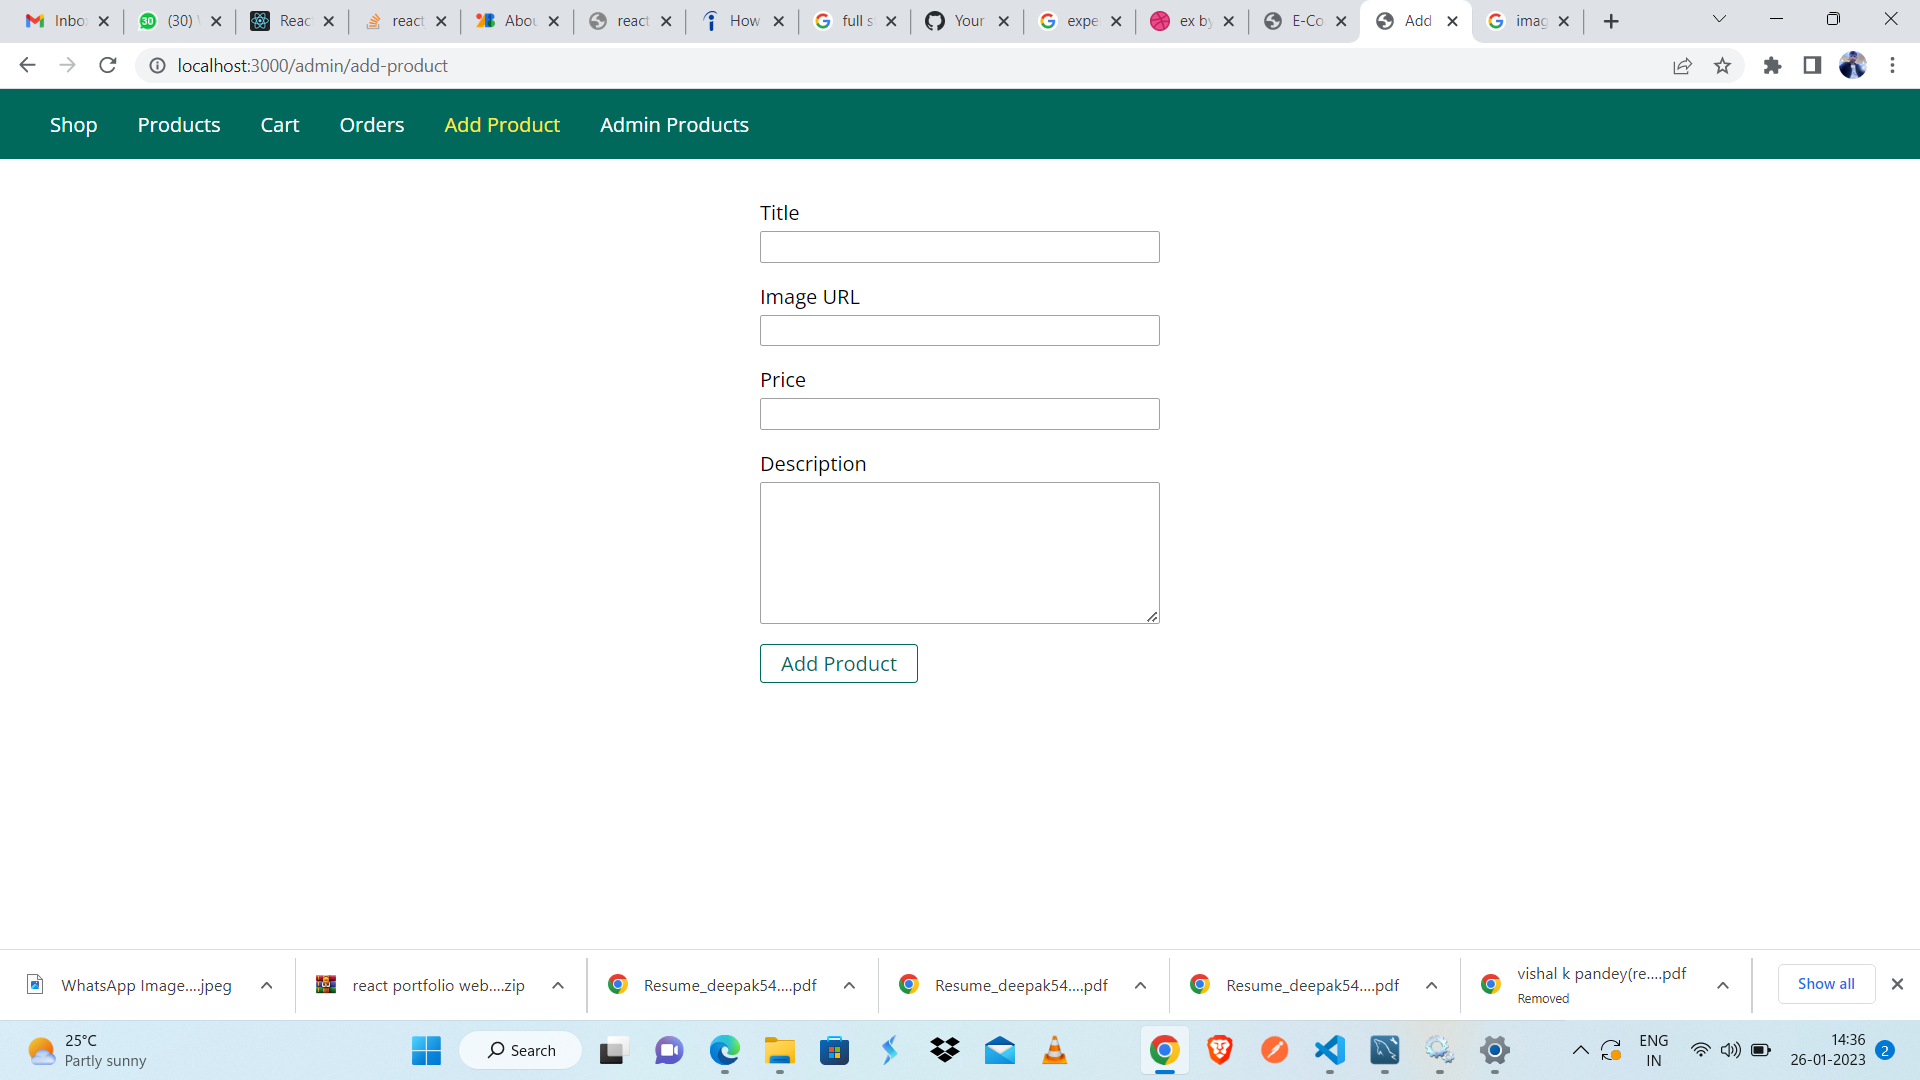 Inbo
(30)
Reac
react
Abou
react
How
full s
Your
expe
ex by
E-Co
Add
imag
localhost:3000/admin/add-product
Shop
Products
Cart
Orders
Add Product
Admin Products
Title
Image URL
Price
Description
Add Product
WhatsApp Image....jpeg
react portfolio web....zip
Resume_deepak54....pdf
Resume_deepak54....pdf
Resume_deepak54....pdf
vishal k pandey(re....pdf
Removed
Show all
25°C
Partly sunny
Search
ENG
IN
14:36
26-01-2023
2